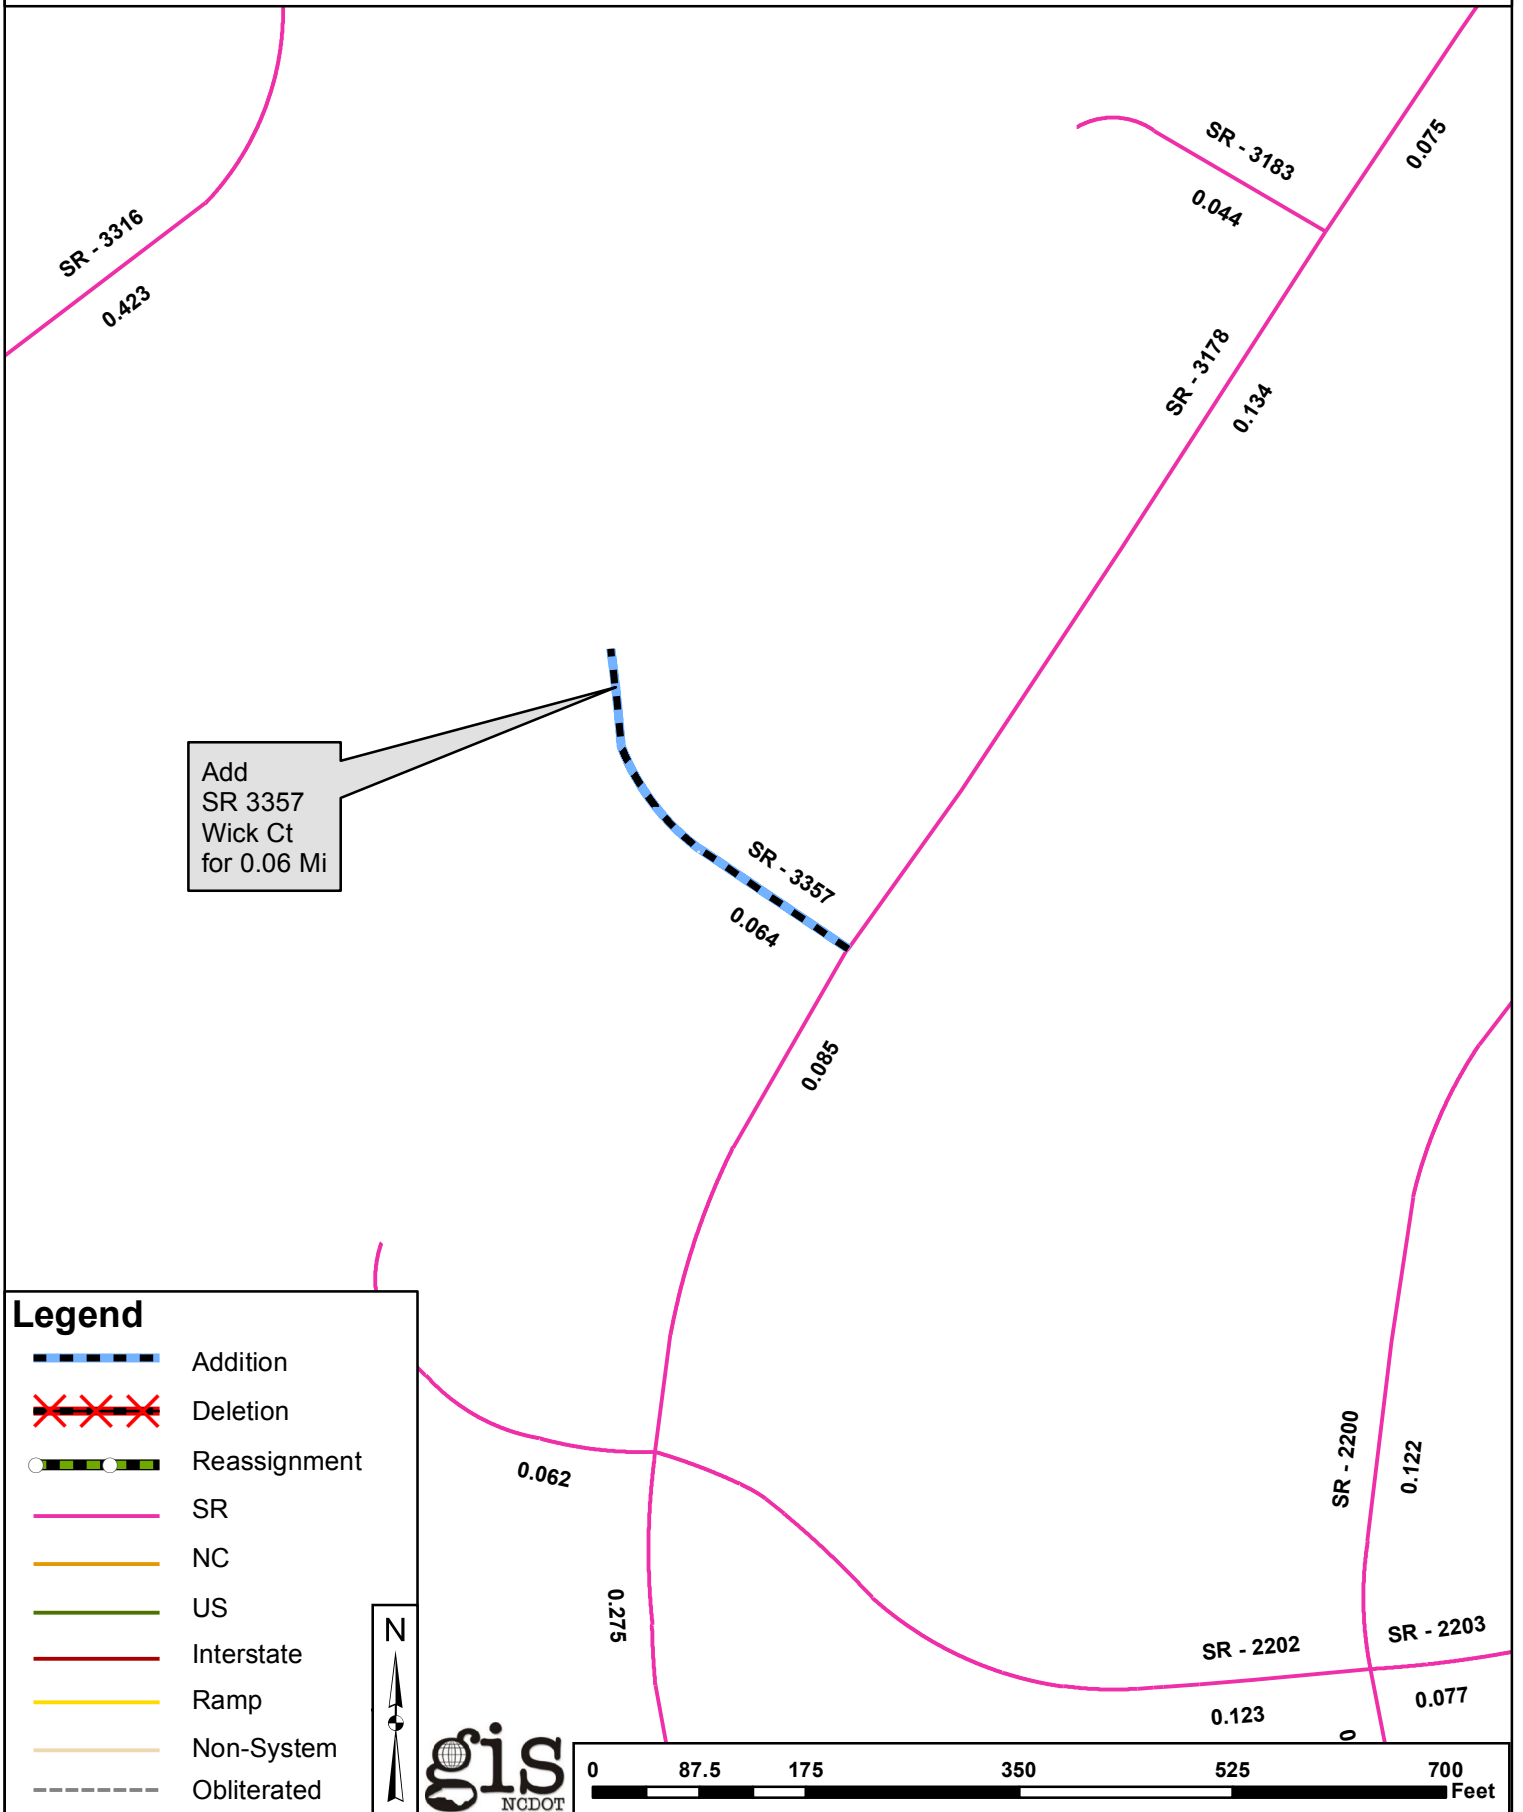 SR - 3316
0.423
SR - 3183
0.044
0.075
SR - 3178
0.134
Add
SR 3357
Wick Ct
for 0.06 Mi
SR - 3357
0.064
0.085
Legend
Addition
Deletion
Reassignment
SR
NC
US
Interstate
Ramp
Non-System
Obliterated
N
gis
NCDOT
0.062
0.275
SR - 2200
0.122
SR - 2202
0.123
SR - 2203
0.077
0
0 87.5 175 350 525 700
Feet